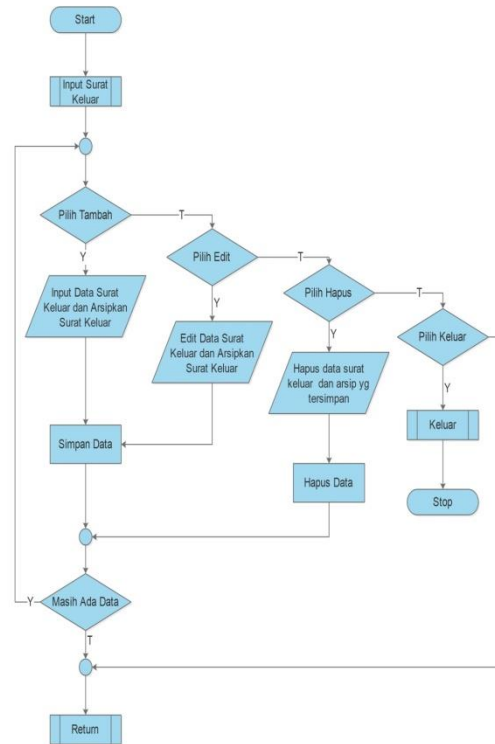 Start
Input Surat
Keluar
Pilih Tambah
T
Y
Pilih Edit
T
Y
Pilih Hapus
T
Y
Pilih Keluar
Y
Input Data Surat
Keluar dan Arsipkan
Surat Keluar
Edit Data Surat
Keluar dan Arsipkan
Surat Keluar
Hapus data surat
keluar dan arsip yg
tersimpan
Keluar
Simpan Data
Hapus Data
Stop
Masih Ada Data
Y
T
Return